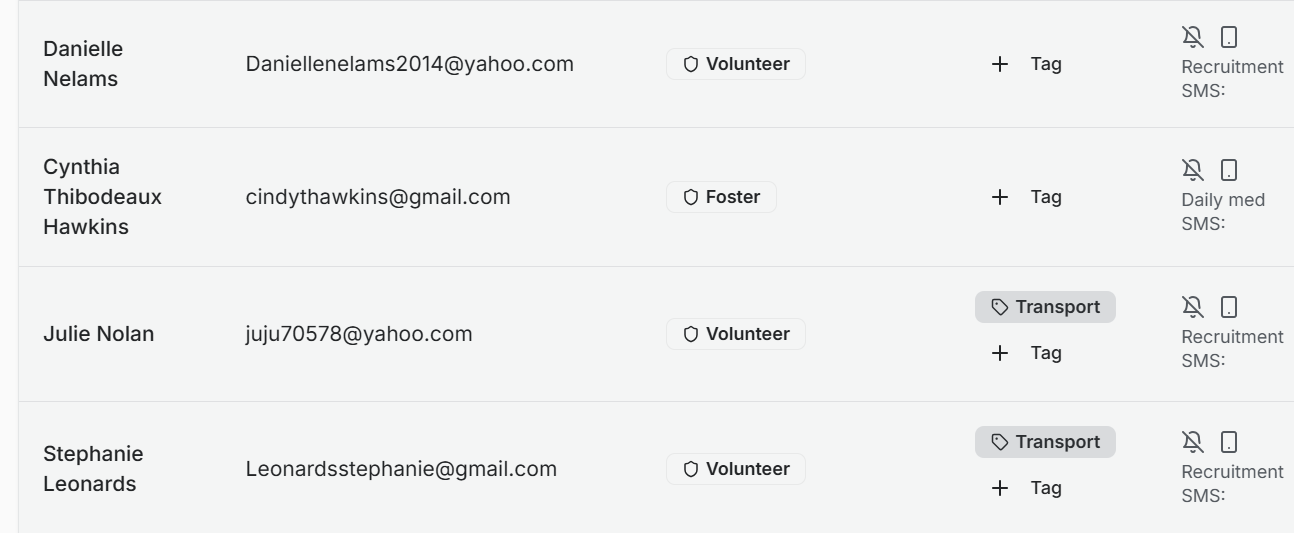 Danielle
Nelams
Daniellenelams2014@yahoo.com
Volunteer
Tag
Recruitment
SMS:
Cynthia
Thibodeaux
Hawkins
cindythawkins@gmail.com
Foster
Tag
Daily med
SMS:
Julie Nolan
juju70578@yahoo.com
Volunteer
Transport
Tag
Recruitment
SMS:
Stephanie
Leonards
Leonardsstephanie@gmail.com
Volunteer
Transport
Tag
Recruitment
SMS: